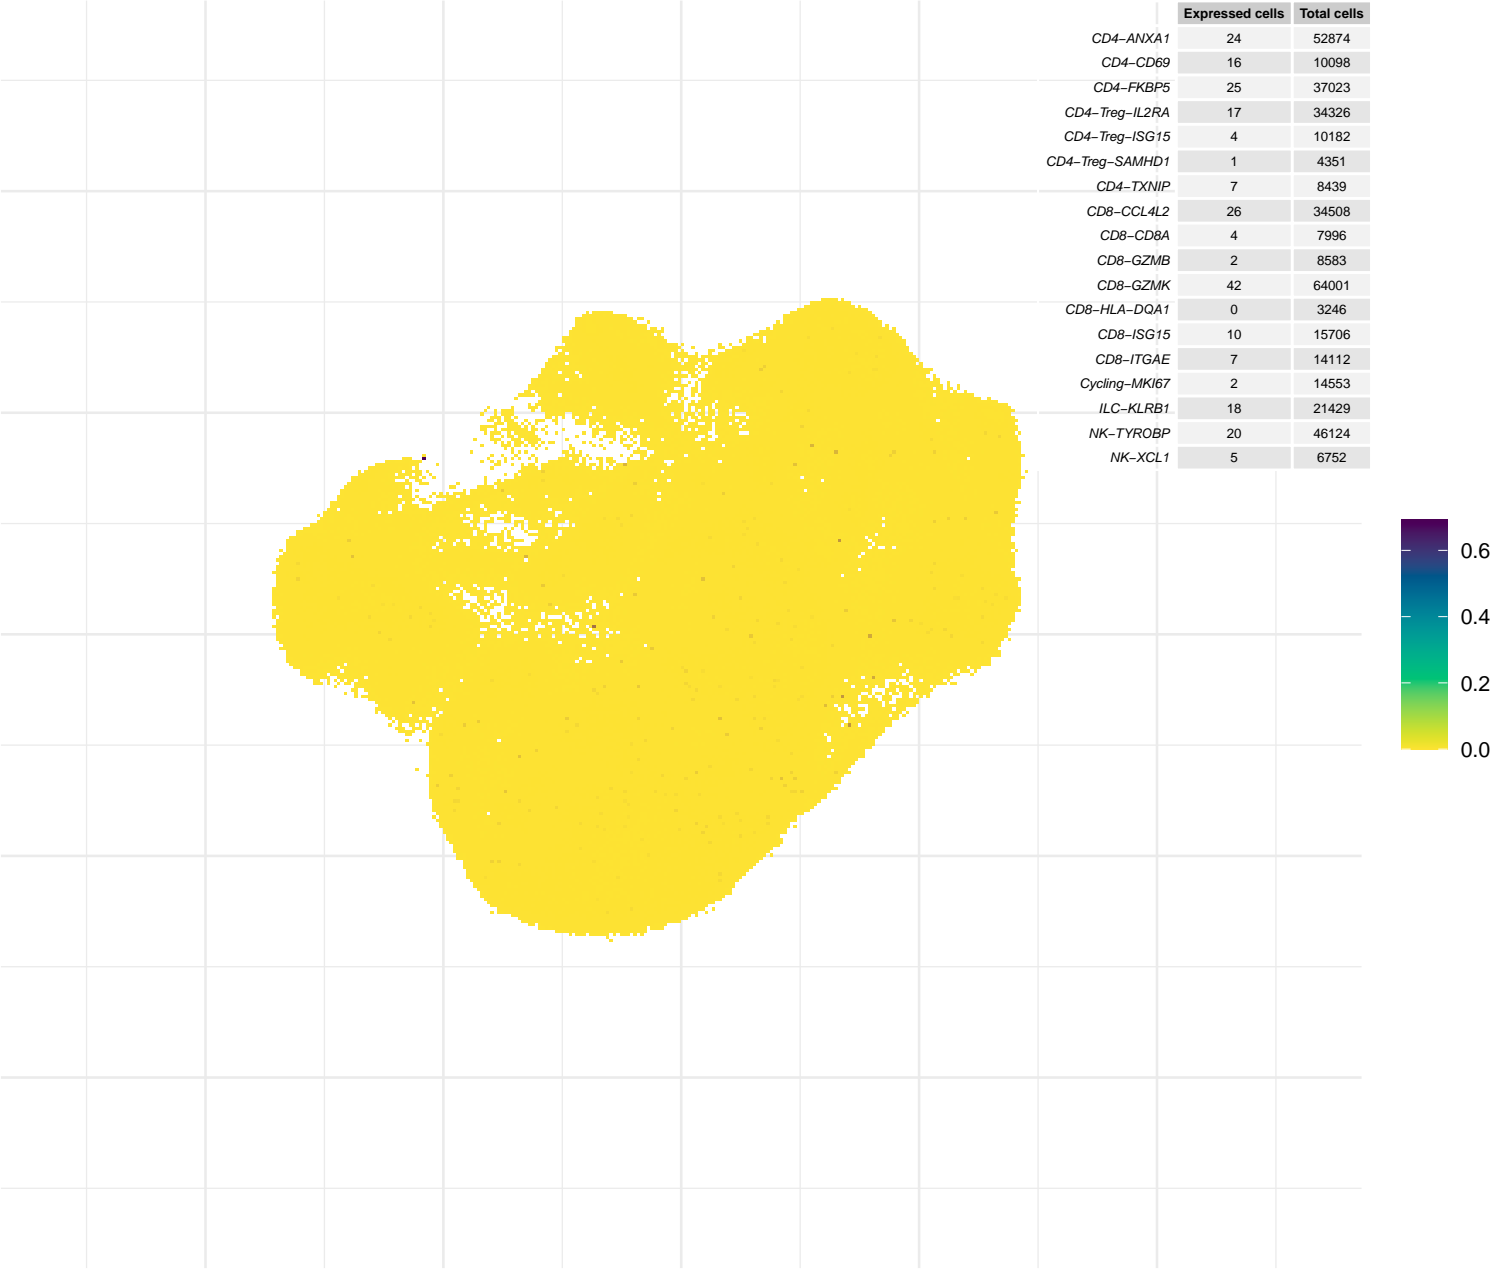 Expressed cells Total cells
CD4−ANXA1 24 52874
CD4−CD69 16 10098
CD4−FKBP5 25 37023
CD4−Treg−IL2RA 17 34326
CD4−Treg−ISG15 4 10182
CD4−Treg−SAMHD1 1 4351
CD4−TXNIP 7 8439
CD8−CCL4L2 26 34508
CD8−CD8A 4 7996
CD8−GZMB 2 8583
CD8−GZMK 42 64001
CD8−HLA−DQA1 0 3246
CD8−ISG15 10 15706
CD8−ITGAE 7 14112
Cycling−MKI67 2 14553
ILC−KLRB1 18 21429
NK−TYROBP 20 46124
NK−XCL1 5 6752
0.6
0.4
0.2
0.0